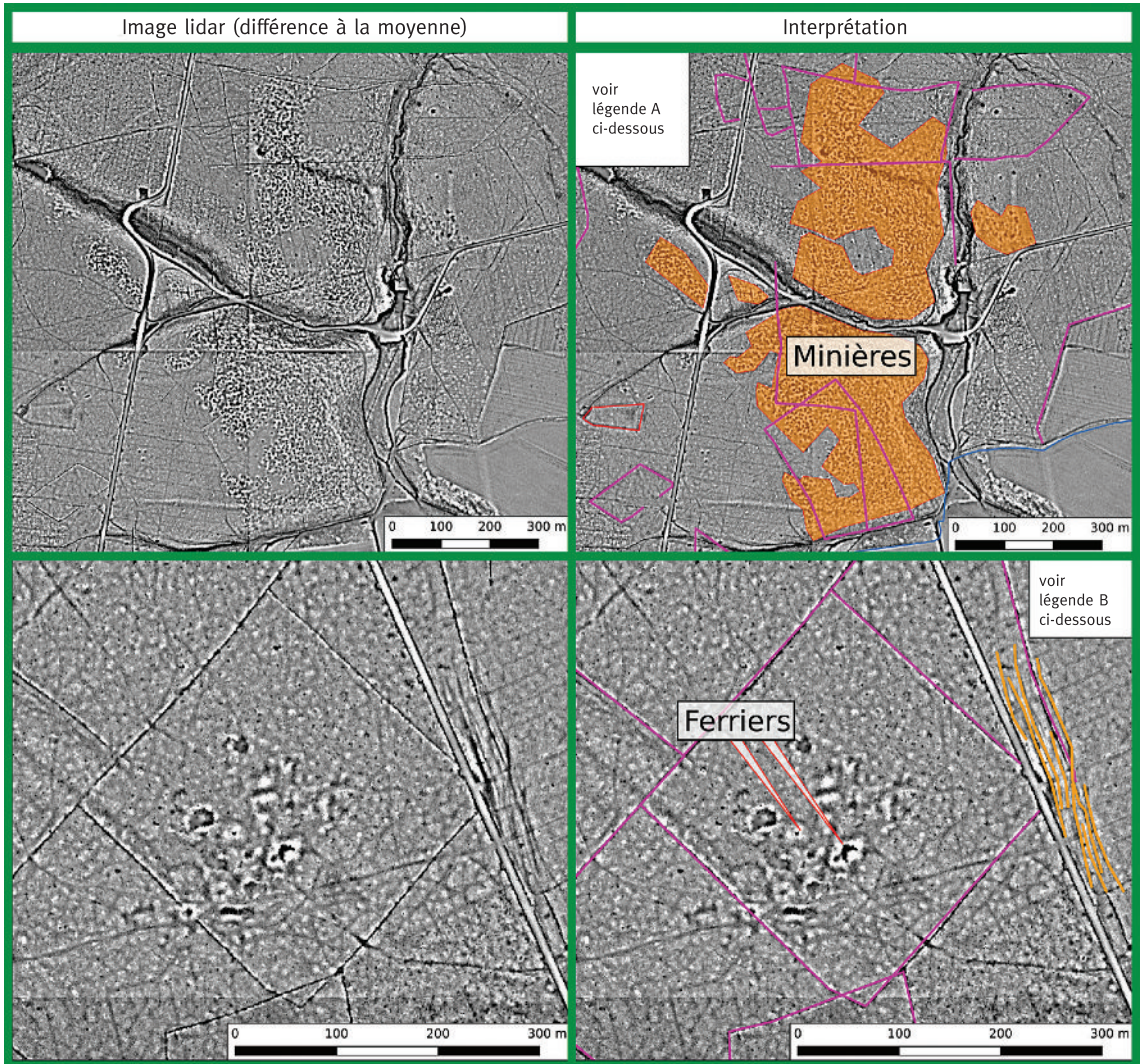 Image lidar (différence à la moyenne)
Interprétation
voir
légende A
ci-dessous
Minières
0 100 200 300 m
0 100 200 300 m
voir
légende B
ci-dessous
Ferriers
0 100 200 300 m
0 100 200 300 m